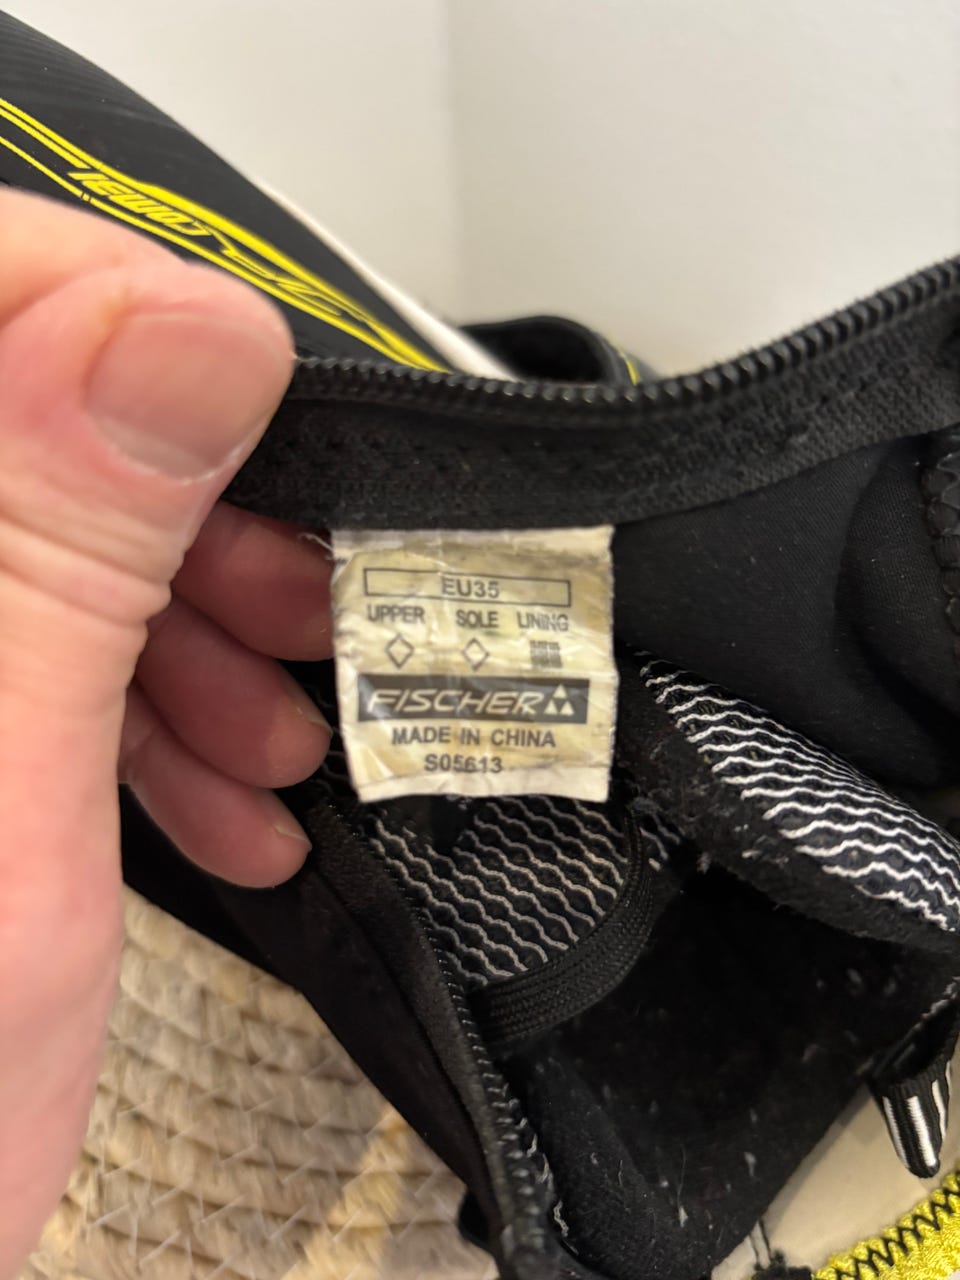 EU35
UPPER SOLE LINING
FISCHER
MADE IN CHINA
S05613